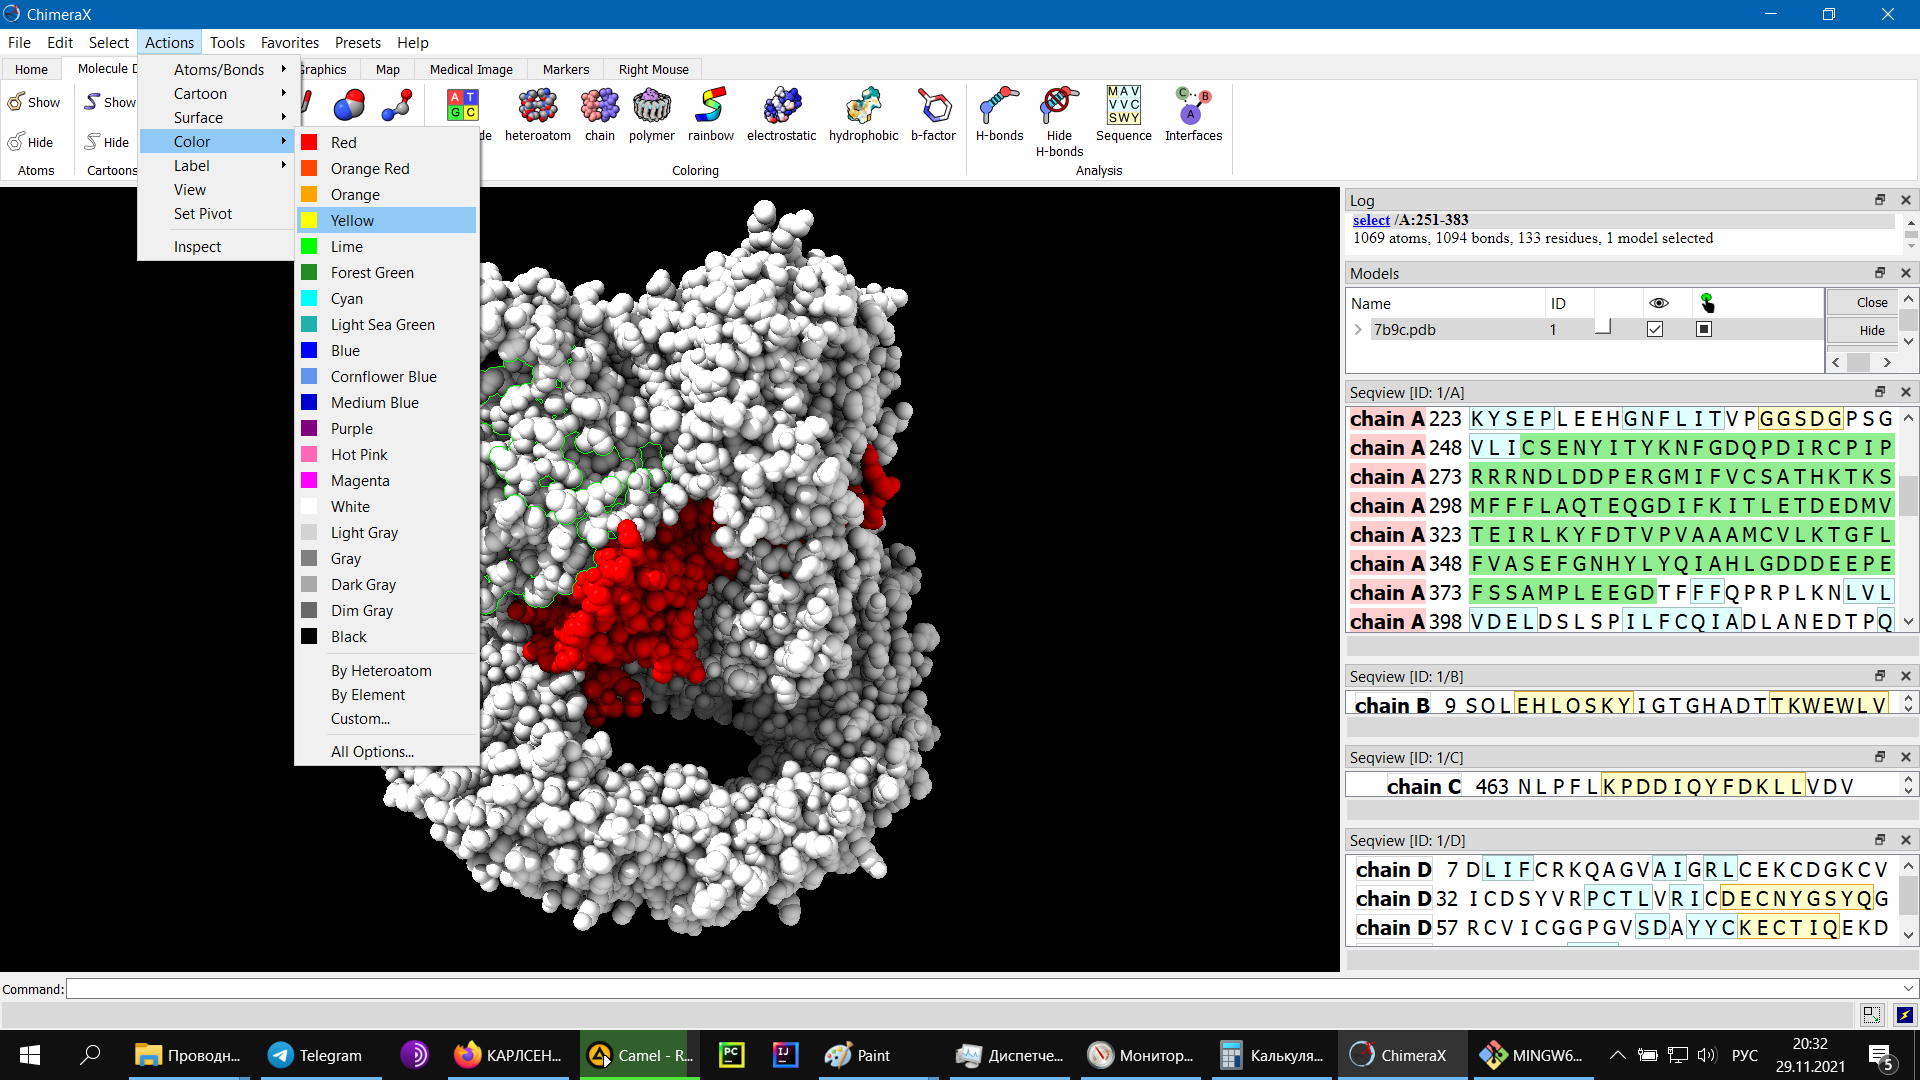 ChimeraX
File Edit Select Actions Tools Favorites Presets Help
Home Molecule D Graphics Map Medical Image Markers Right Mouse
Show Show
Hide Hide
Atoms Cartoons
Atoms/Bonds
Cartoon
Surface
Color
Label
View
Set Pivot
Inspect
Red
Orange Red
Orange
Yellow
Lime
Forest Green
Cyan
Light Sea Green
Blue
Cornflower Blue
Medium Blue
Purple
Hot Pink
Magenta
White
Light Gray
Gray
Dark Gray
Dim Gray
Black
By Heteroatom
By Element
Custom...
All Options...
A T
G C
heteroatom chain polymer rainbow electrostatic hydrophobic b-factor
Coloring
M A V
V V C
S W Y
C B
A
H-bonds Hide H-bonds Sequence Interfaces
Analysis
Log
select /A:251-383
1069 atoms, 1094 bonds, 133 residues, 1 model selected
Models
Name ID
7b9c.pdb 1
Close
Hide
Seqview [ID: 1/A]
chain A 223 KYSEPLEEHGNFLITVPGGSDGPSG
chain A 248 VLICSENYITYKNFGDQPDIRCPIP
chain A 273 RRRNDLDDPERGMIFVCSATHKTKS
chain A 298 MFFFLAQTEQGDIFKITLETDEDMV
chain A 323 TEIRLKYFDTVPVAAAMCVLKTGFL
chain A 348 FVASEFGNHYLYQIAHLGDDDEEPE
chain A 373 FSSAMPLEEGDTFFFQPRPLKNLVL
chain A 398 VDELDSLSPILFCQIADLANEDTPQ
Seqview [ID: 1/B]
chain B 9 SQLEHLQSKYIGTGHADTTKWEWLV
Seqview [ID: 1/C]
chain C 463 NLPFLKPDDIQYFDKLLVDV
Seqview [ID: 1/D]
chain D 7 DLIFCRKQAGVAIGRLCEKCDGKCV
chain D 32 ICDSYVRPCTLVRICDECNYGSYQG
chain D 57 RCVICGGPGVSDAYYCKECTIQEKD
Command:
Проводн... Telegram КАРЛСЕН... Camel - R... PC IJ Paint Диспетче... Монитор... Калькуля... ChimeraX MINGW6... РУС 20:32
29.11.2021
5